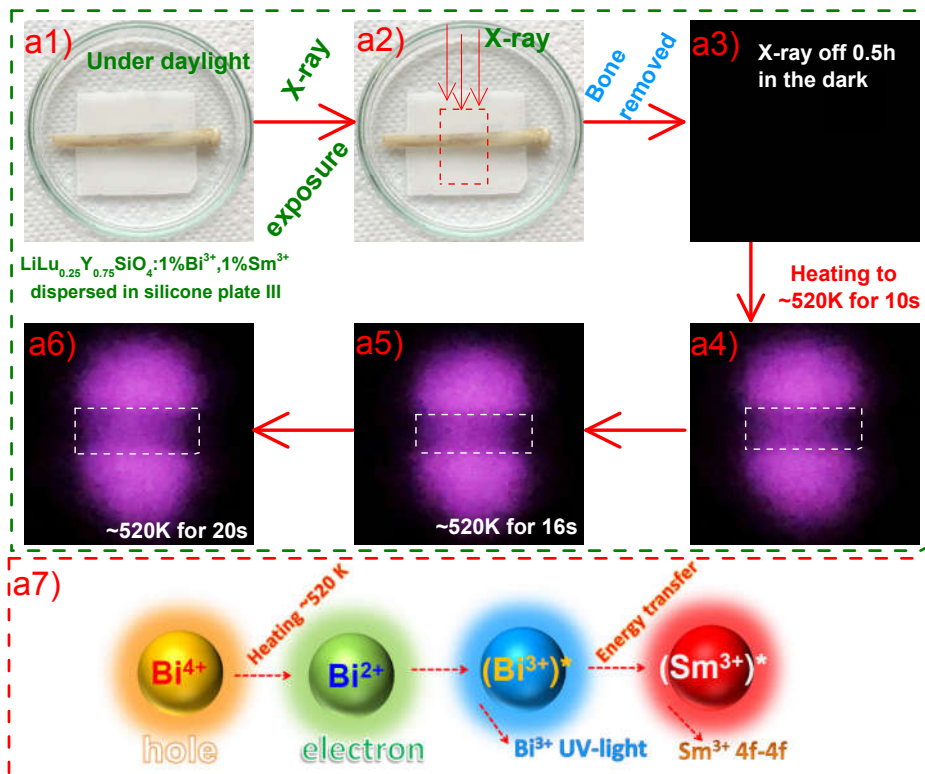 a1)
Under daylight
X-ray
exposure
a2)
X-ray
Bone
removed
a3)
X-ray off 0.5h
in the dark
LiLu₀.₂₅Y₀.₇₅SiO₄:1%Bi³⁺,1%Sm³⁺
dispersed in silicone plate III
Heating to
~520K for 10s
a6)
~520K for 20s
a5)
~520K for 16s
a4)
a7)
Heating ~520 K
Energy transfer
Bi⁴⁺
Bi²⁺
(Bi³⁺)*
(Sm³⁺)*
hole
electron
Bi³⁺ UV-light
Sm³⁺ 4f-4f